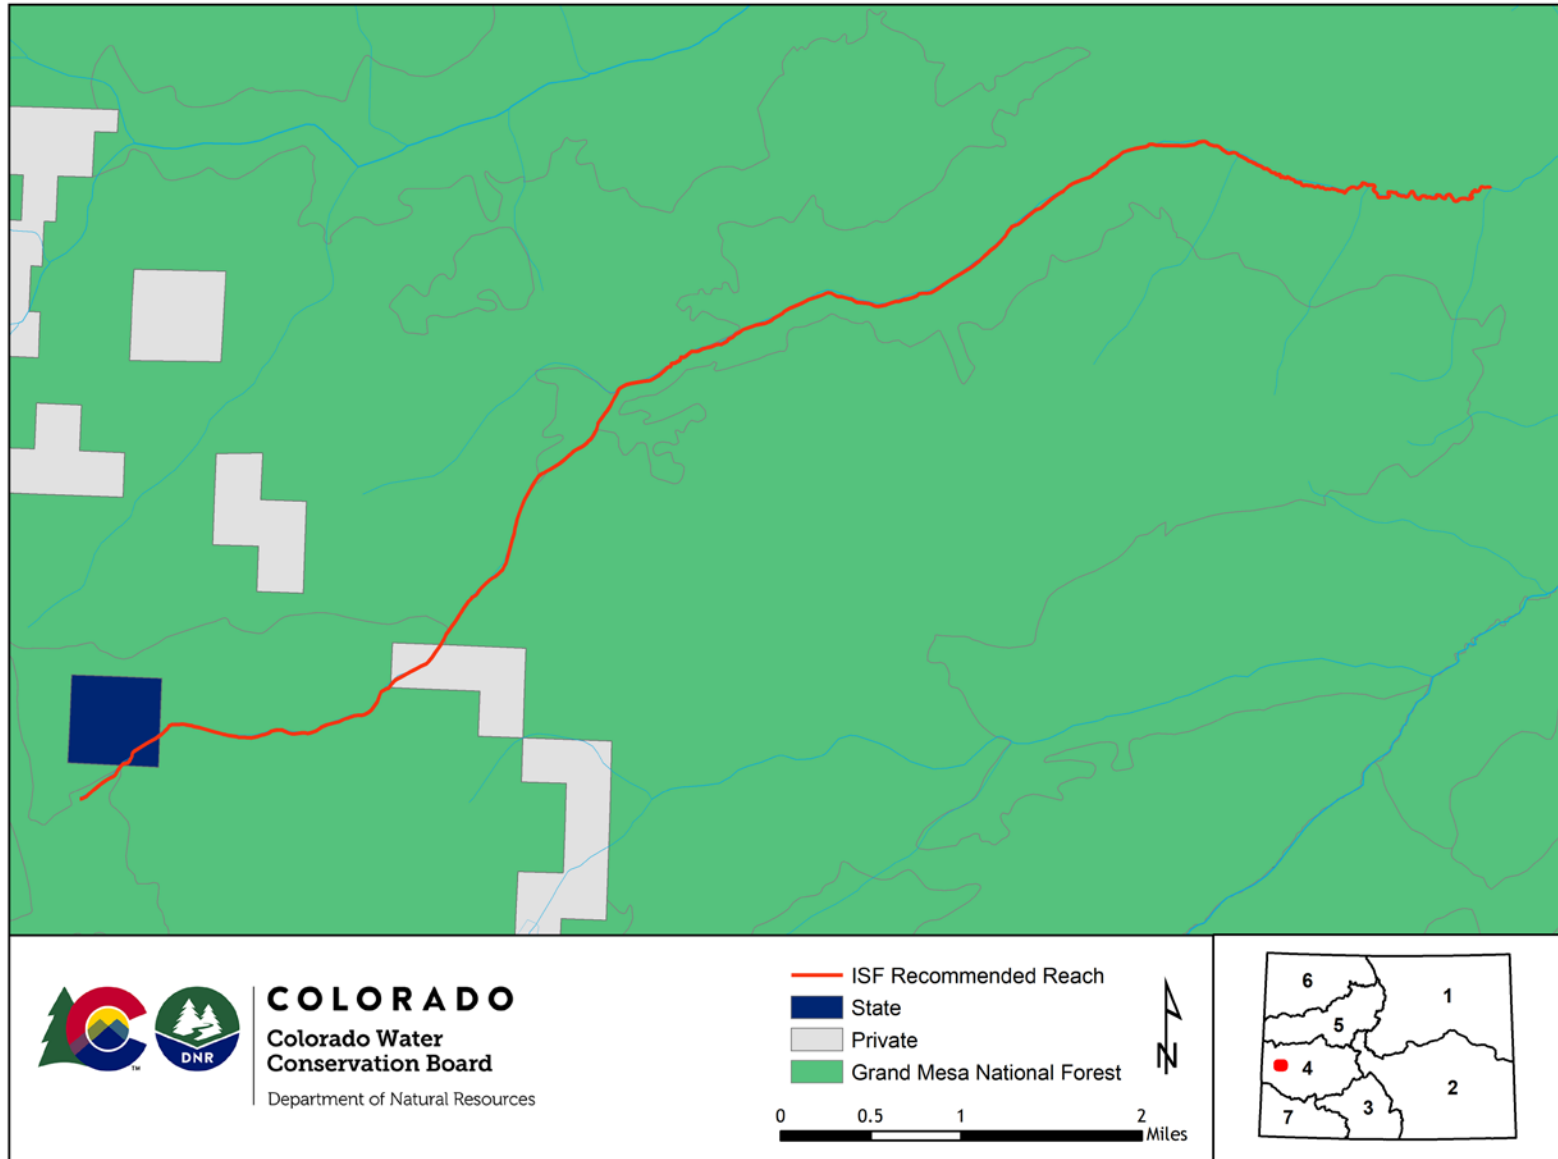 COLORADO
Colorado Water
Conservation Board
Department of Natural Resources
DNR
TM
ISF Recommended Reach
State
Private
Grand Mesa National Forest
N
0 0.5 1 2
Miles
6
1
5
4
2
3
7